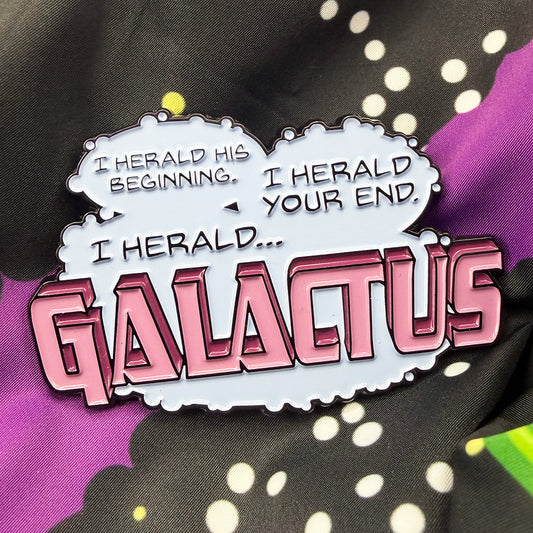 I HERALD HIS
BEGINNING.
I HERALD
YOUR END.
I HERALD...
GALACTUS